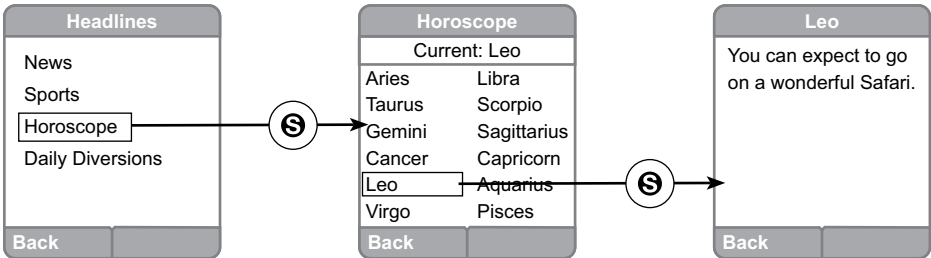 Headlines
News
Sports
Horoscope
Daily Diversions
Back
S
Horoscope
Current: Leo
Aries Libra
Taurus Scorpio
Gemini Sagittarius
Cancer Capricorn
Leo Aquarius
Virgo Pisces
Back
S
Leo
You can expect to go
on a wonderful Safari.
Back